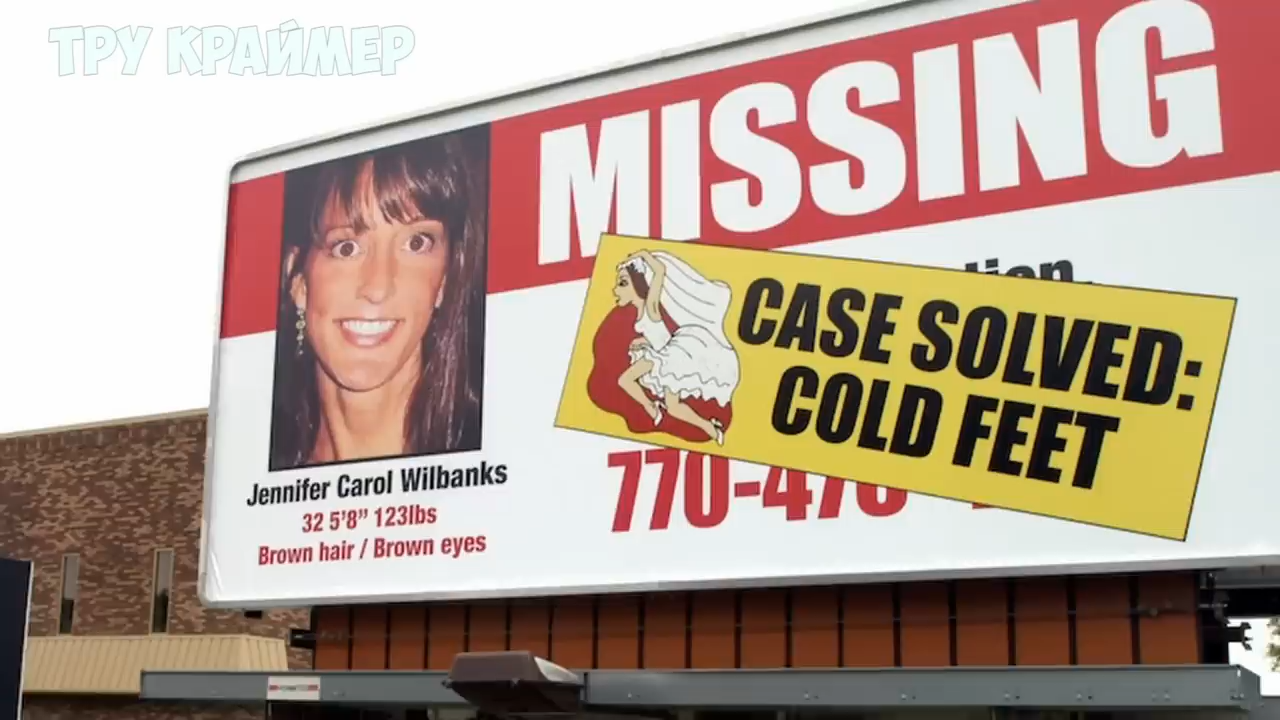 ТРУ КРАЙМЕР
MISSING
CASE SOLVED:
COLD FEET
Jennifer Carol Wilbanks
32 5'8” 123lbs
Brown hair / Brown eyes